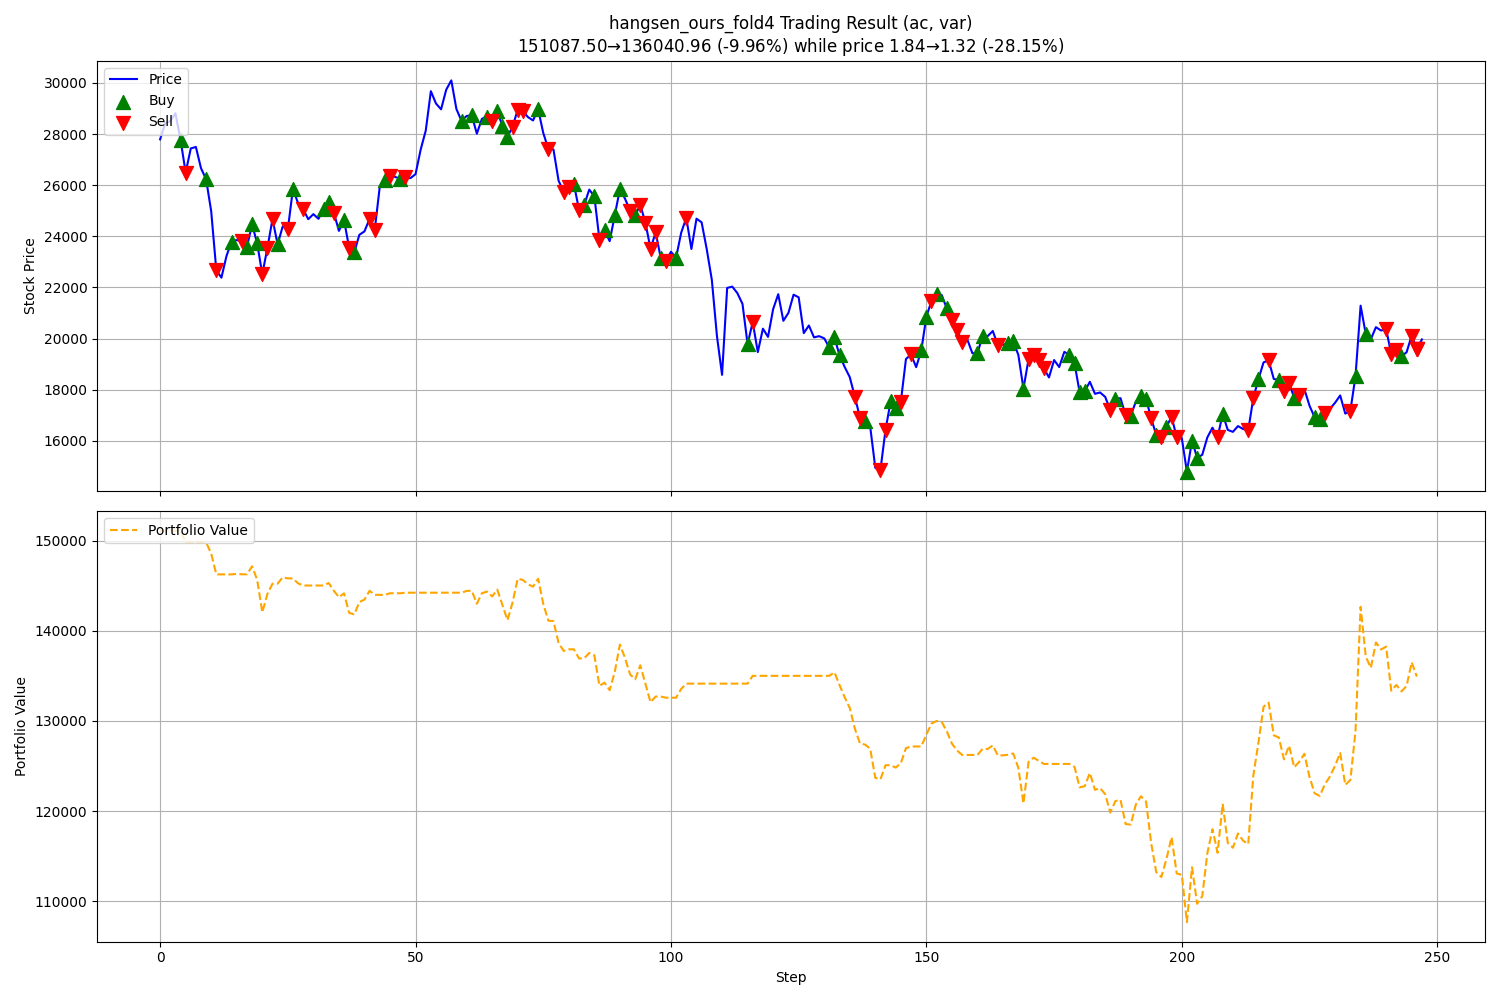 hangsen_ours_fold4 Trading Result (ac, var)
151087.50→136040.96 (-9.96%) while price 1.84→1.32 (-28.15%)
Price
Buy
Sell
Stock Price
30000
28000
26000
24000
22000
20000
18000
16000
Portfolio Value
Portfolio Value
150000
140000
130000
120000
110000
0 50 100 150 200 250
Step